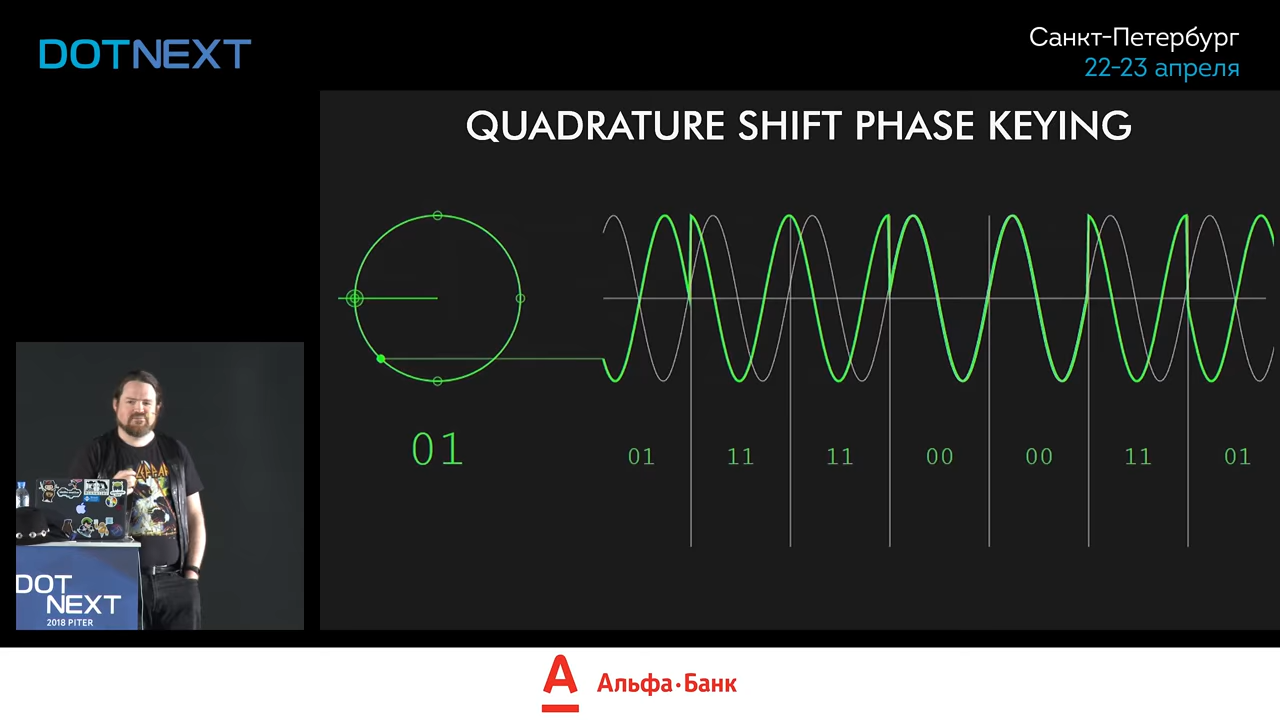 DOTNEXT
Санкт-Петербург
22-23 апреля
QUADRATURE SHIFT PHASE KEYING
01
01 11 11 00 00 11 01
DOT
NEXT
2018 PITER
Альфа·Банк